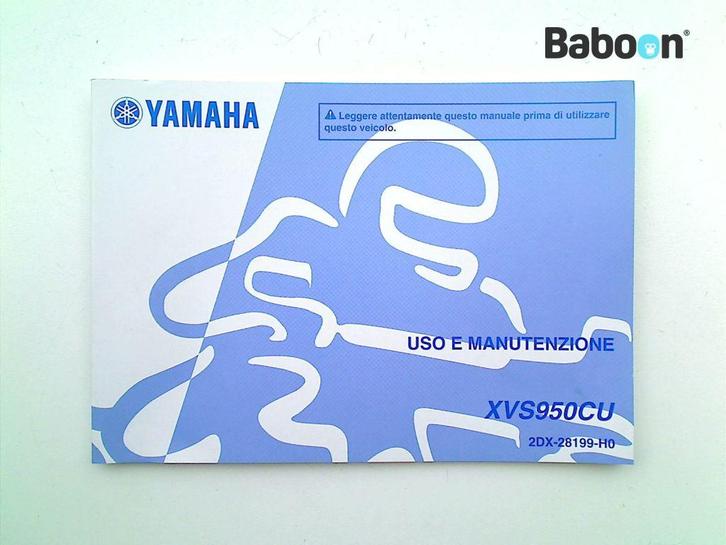 Baboon®
YAMAHA
⚠ Leggere attentamente questo manuale prima di utilizzare
questo veicolo.
USO E MANUTENZIONE
XVS950CU
2DX-28199-H0